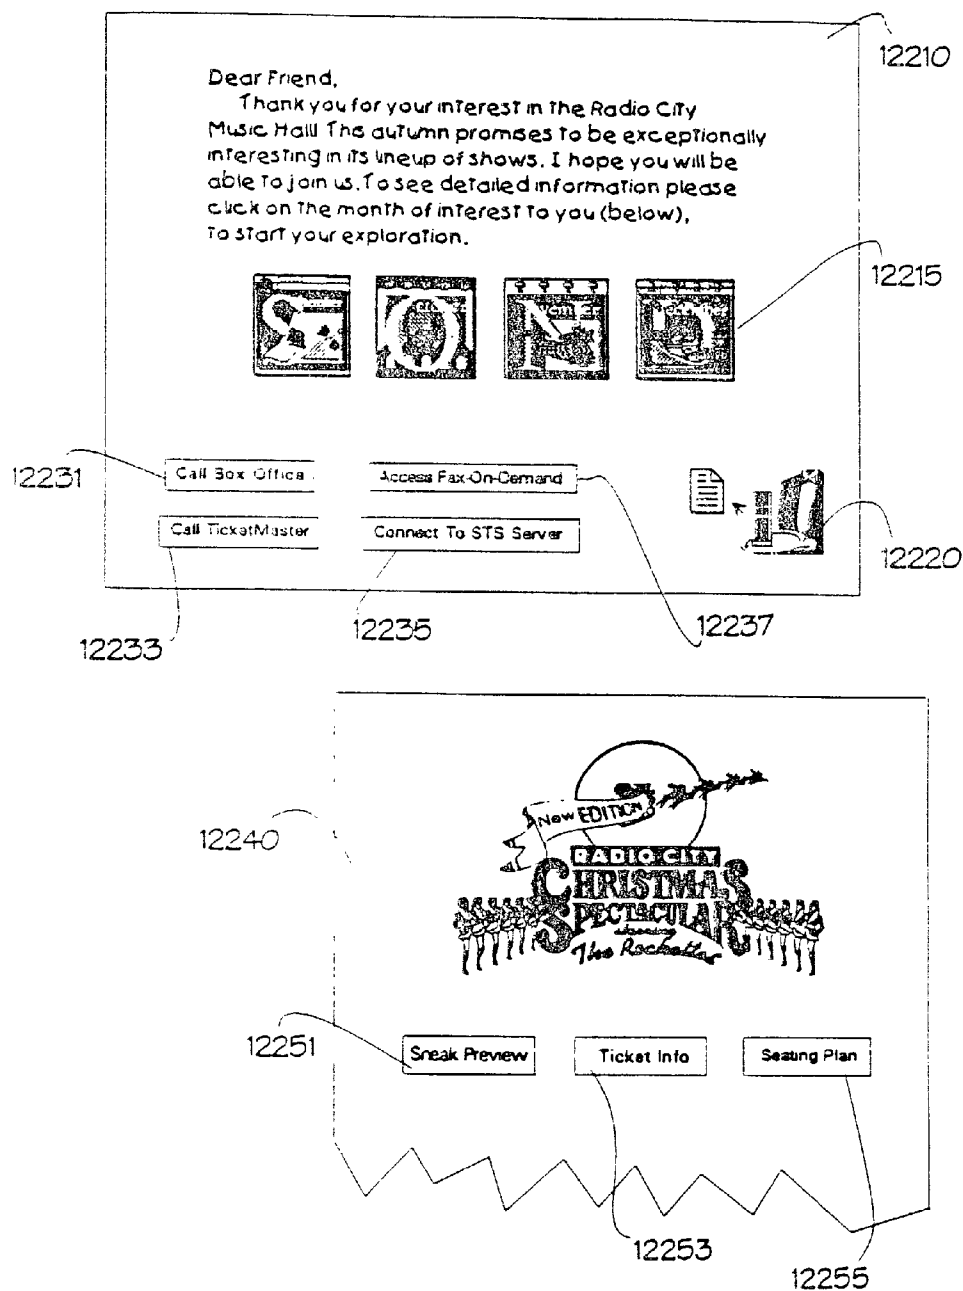 12210
Dear Friend,
Thank you for your interest in the Radio City
Music Hall! This autumn promises to be exceptionally
interesting in its lineup of shows. I hope you will be
able to join us. To see detailed information please
click on the month of interest to you (below),
to start your exploration.
12215
S
O
N
D
12231
Call Box Office
Access Fax-On-Demand
Call TicketMaster
Connect To STS Server
12220
12233
12235
12237
12240
New EDITION
RADIO CITY
CHRISTMAS
SPECTACULAR
The Rockettes
12251
Sneak Preview
Ticket Info
Seating Plan
12253
12255